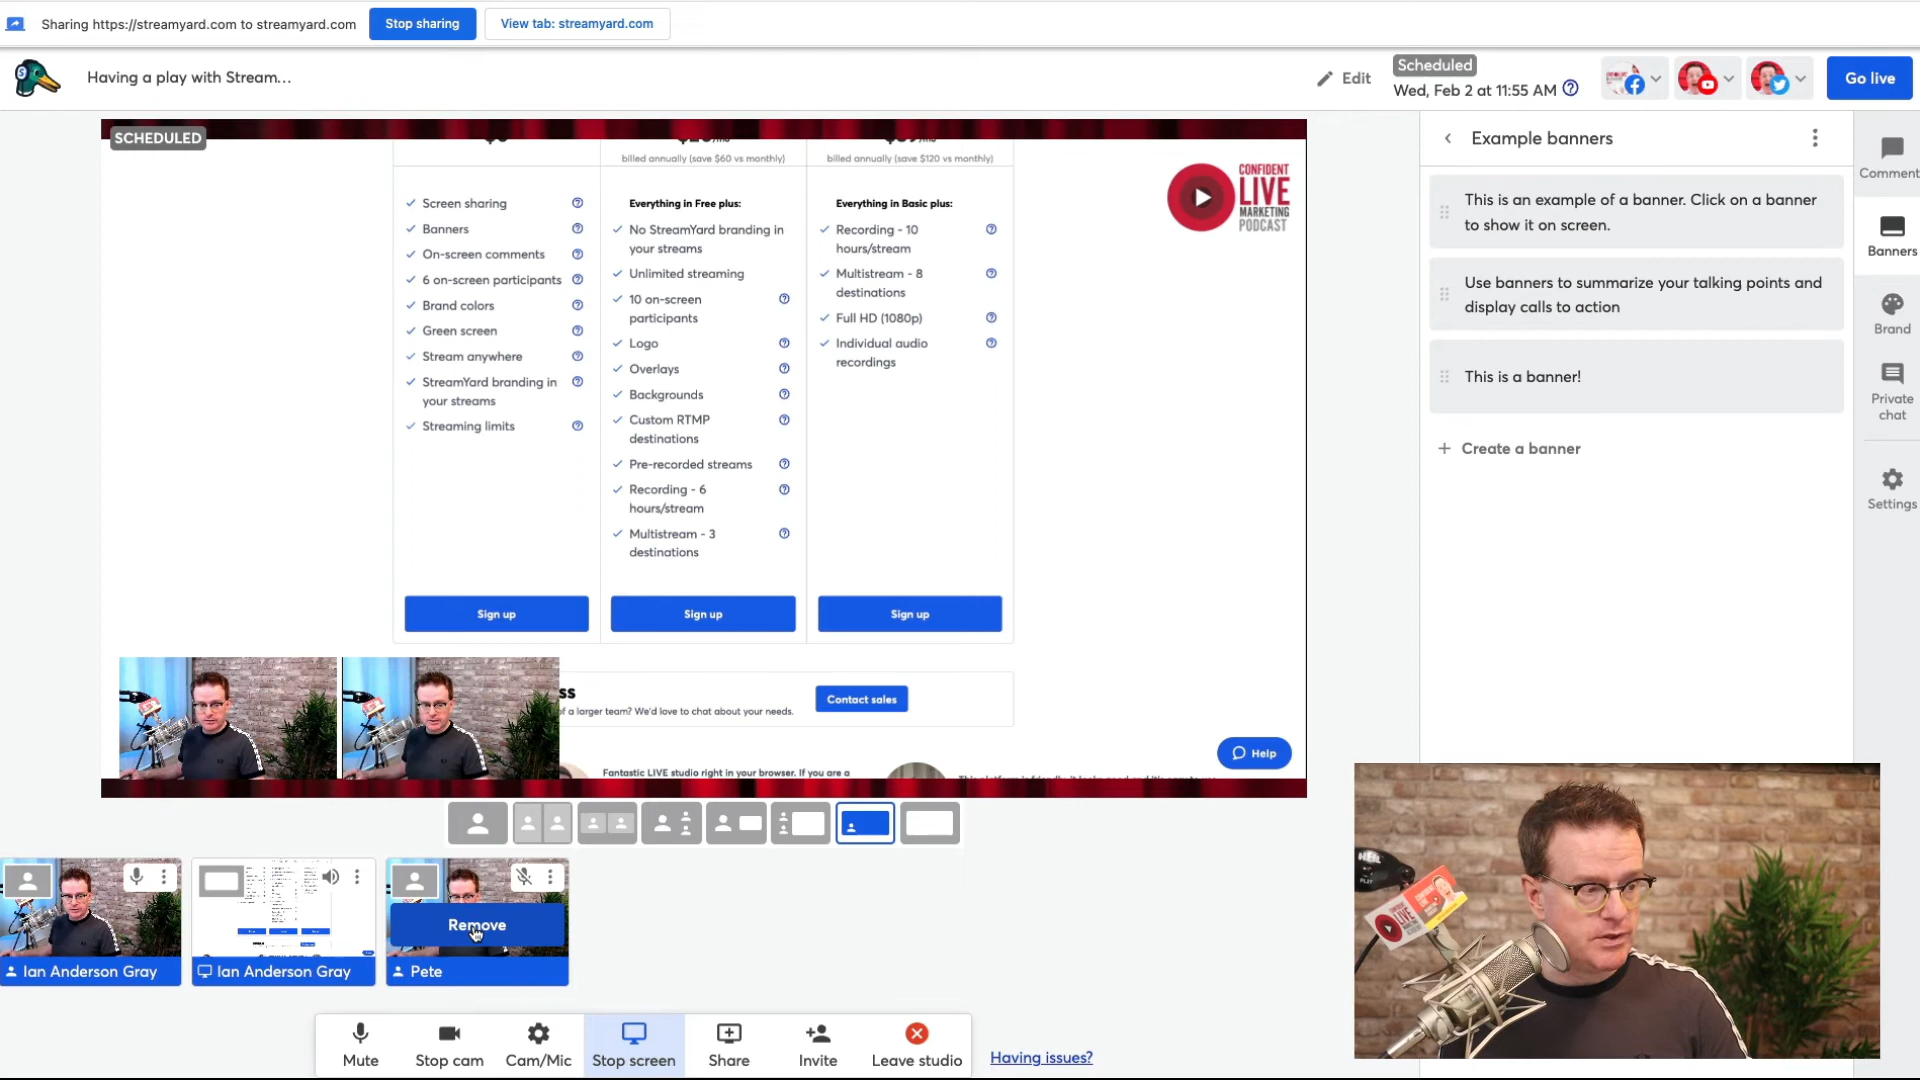 Sharing https://streamyard.com to streamyard.com
Stop sharing
View tab: streamyard.com
Having a play with Stream...
Edit
Scheduled
Wed, Feb 2 at 11:55 AM
Go live
SCHEDULED
billed annually (save $60 vs monthly)
billed annually (save $120 vs monthly)
Screen sharing
Banners
On-screen comments
6 on-screen participants
Brand colors
Green screen
Stream anywhere
StreamYard branding in
your streams
Streaming limits
Sign up
Everything in Free plus:
No StreamYard branding in
your streams
Unlimited streaming
10 on-screen
participants
Logo
Overlays
Backgrounds
Custom RTMP
destinations
Pre-recorded streams
Recording - 6
hours/stream
Multistream - 3
destinations
Sign up
Everything in Basic plus:
Recording - 10
hours/stream
Multistream - 8
destinations
Full HD (1080p)
Individual audio
recordings
Sign up
CONFIDENT
LIVE
MARKETING
PODCAST
ss
of a larger team? We'd love to chat about your needs.
Contact sales
Help
Fantastic LIVE studio right in your browser. If you are a
Example banners
This is an example of a banner. Click on a banner
to show it on screen.
Use banners to summarize your talking points and
display calls to action
This is a banner!
+ Create a banner
Comment
Banners
Brand
Private
chat
Settings
Ian Anderson Gray
Ian Anderson Gray
Remove
Pete
Mute
Stop cam
Cam/Mic
Stop screen
Share
Invite
Leave studio
Having issues?
HEIL
LIVE